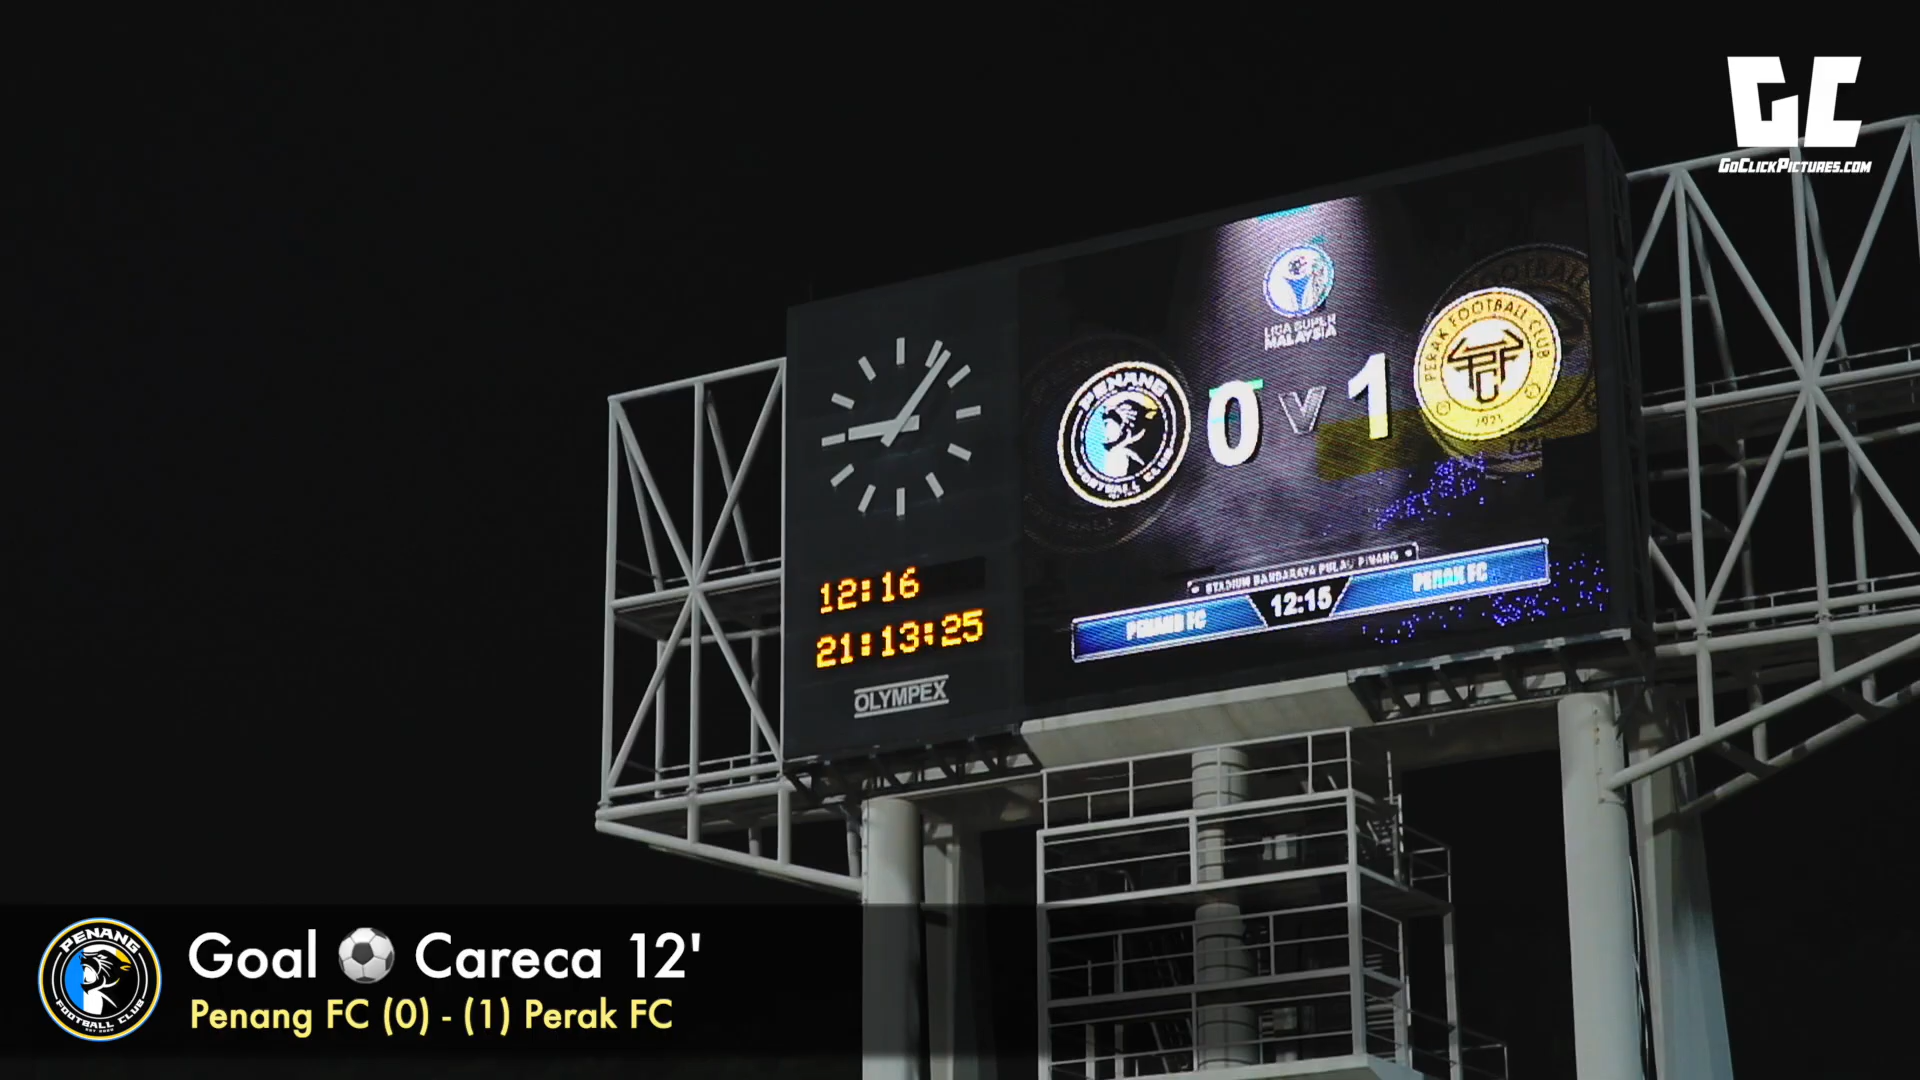 GC
GOCLICKPICTURES.COM
LIGA SUPER
MALAYSIA
PENANG
FOOTBALL CLUB
0 V 1
PERAK FOOTBALL CLUB
1921
12:16
21:13:25
OLYMPEX
STADIUM BANDARAYA PULAU PINANG
PENANG FC
12:15
PERAK FC
PENANG
FOOTBALL CLUB
Goal ⚽ Careca 12'
Penang FC (0) - (1) Perak FC